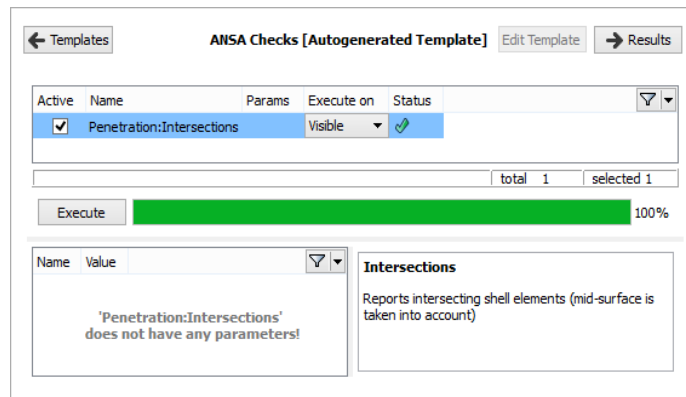 Templates
ANSA Checks [Autogenerated Template]
Edit Template
Results
Active Name Params Execute on Status
Penetration:Intersections Visible
total 1 selected 1
Execute 100%
Name Value
'Penetration:Intersections'
does not have any parameters!
Intersections
Reports intersecting shell elements (mid-surface is
taken into account)